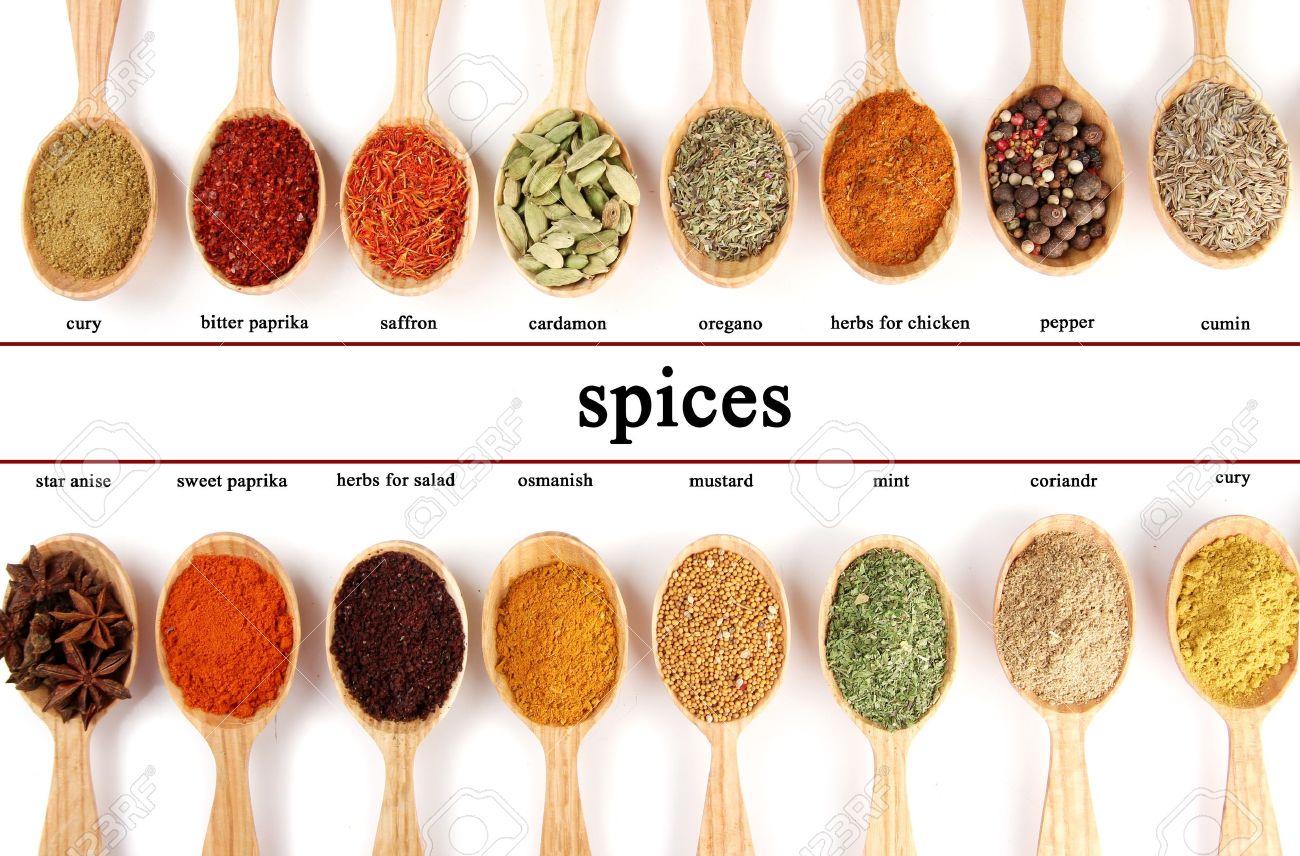 cury
bitter paprika
saffron
cardamon
oregano
herbs for chicken
pepper
cumin
spices
star anise
sweet paprika
herbs for salad
osmanish
mustard
mint
coriandr
cury
123RF